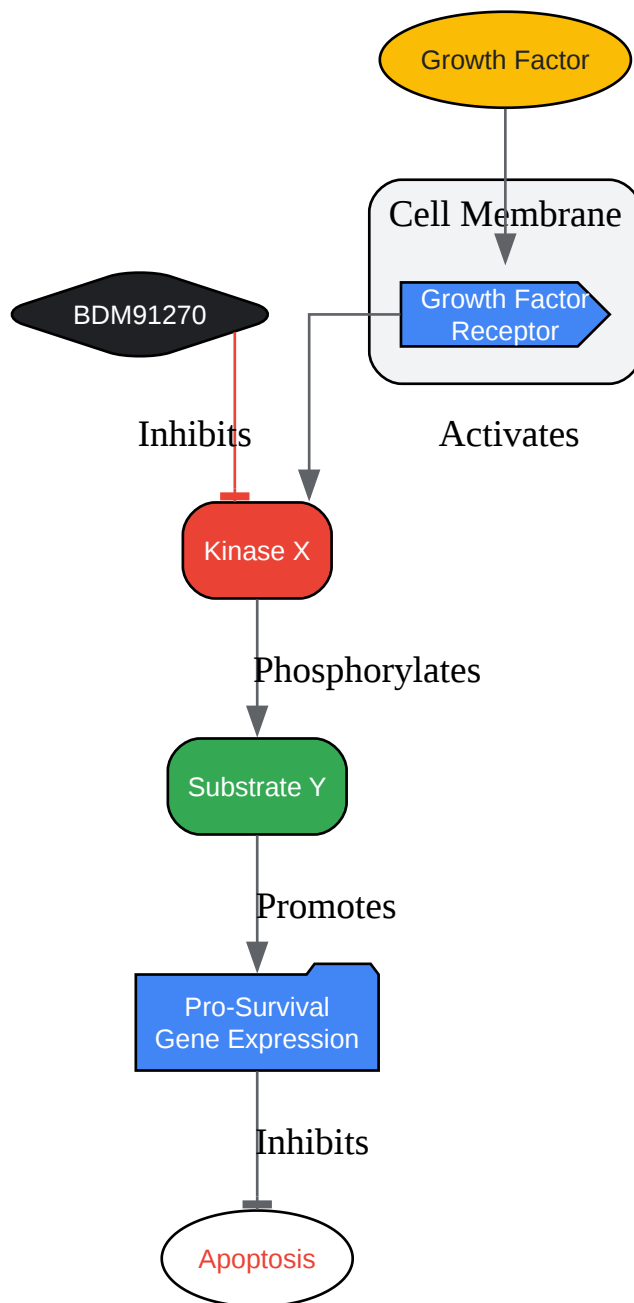 Growth Factor
Cell Membrane
BDM91270
Growth Factor
Receptor
Inhibits
Activates
Kinase X
Phosphorylates
Substrate Y
Promotes
Pro-Survival
Gene Expression
Inhibits
Apoptosis